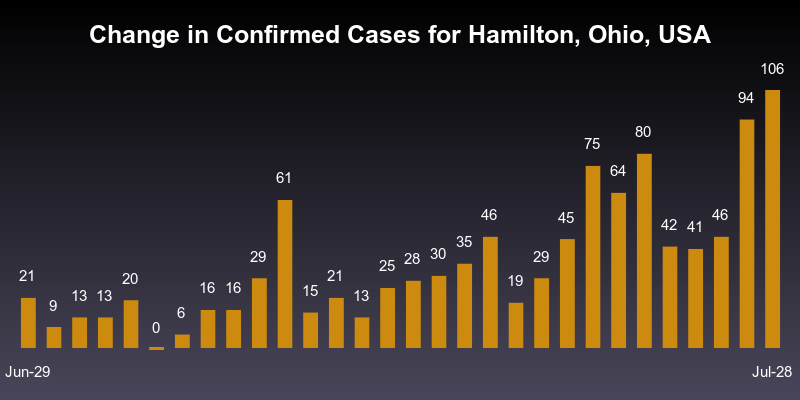 Change in Confirmed Cases for Hamilton, Ohio, USA
21 9 13 13 20 0 6 16 16 29 61 15 21 13 25 28 30 35 46 19 29 45 75 64 80 42 41 46 94 106
Jun-29 Jul-28